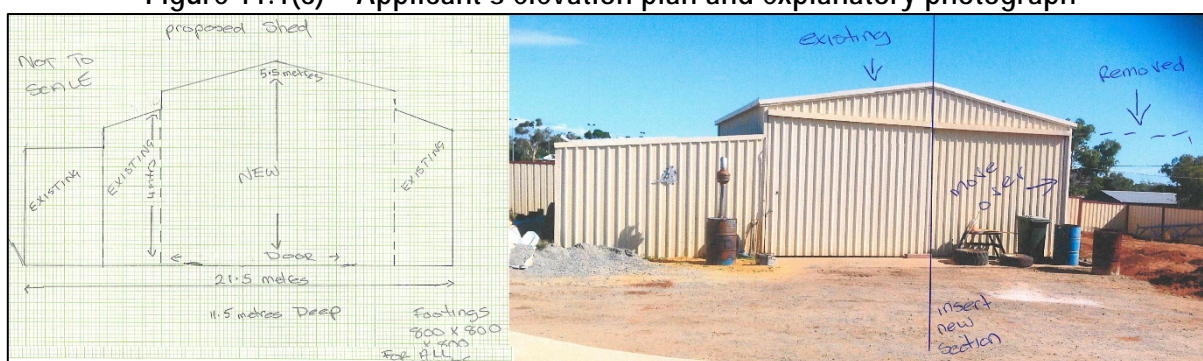 Figure 11.1(c) – Applicant's elevation plan and explanatory photograph
proposed Shed
NOT TO
SCALE
5.5 metres
EXISTING
EXISTING
NEW
EXISTING
DOOR
21.5 metres
11.5 metres Deep
Footings
800 x 800
x 800
FOR ALL
existing
Removed
move
over
insert
new
section